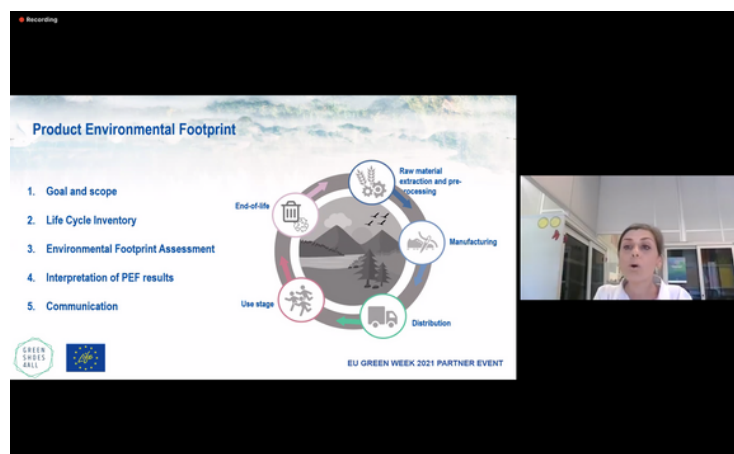 Recording
Product Environmental Footprint
1. Goal and scope
2. Life Cycle Inventory
3. Environmental Footprint Assessment
4. Interpretation of PEF results
5. Communication
Raw material
extraction and pre-
processing
Manufacturing
Distribution
Use stage
End-of-life
GREEN
SHOES
4ALL
Life
EU GREEN WEEK 2021 PARTNER EVENT